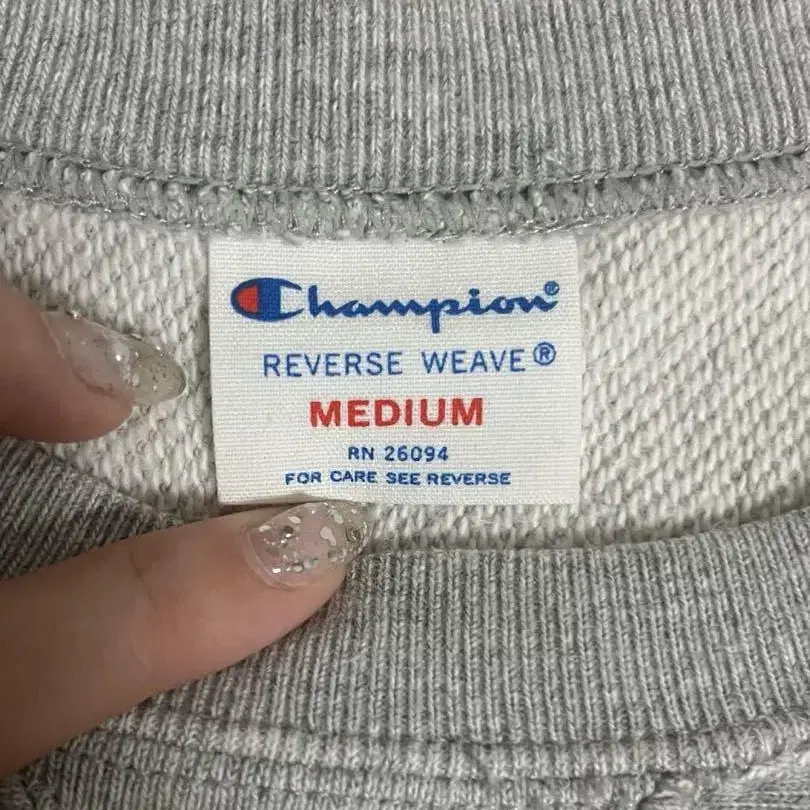 Champion®
REVERSE WEAVE®
MEDIUM
RN 26094
FOR CARE SEE REVERSE